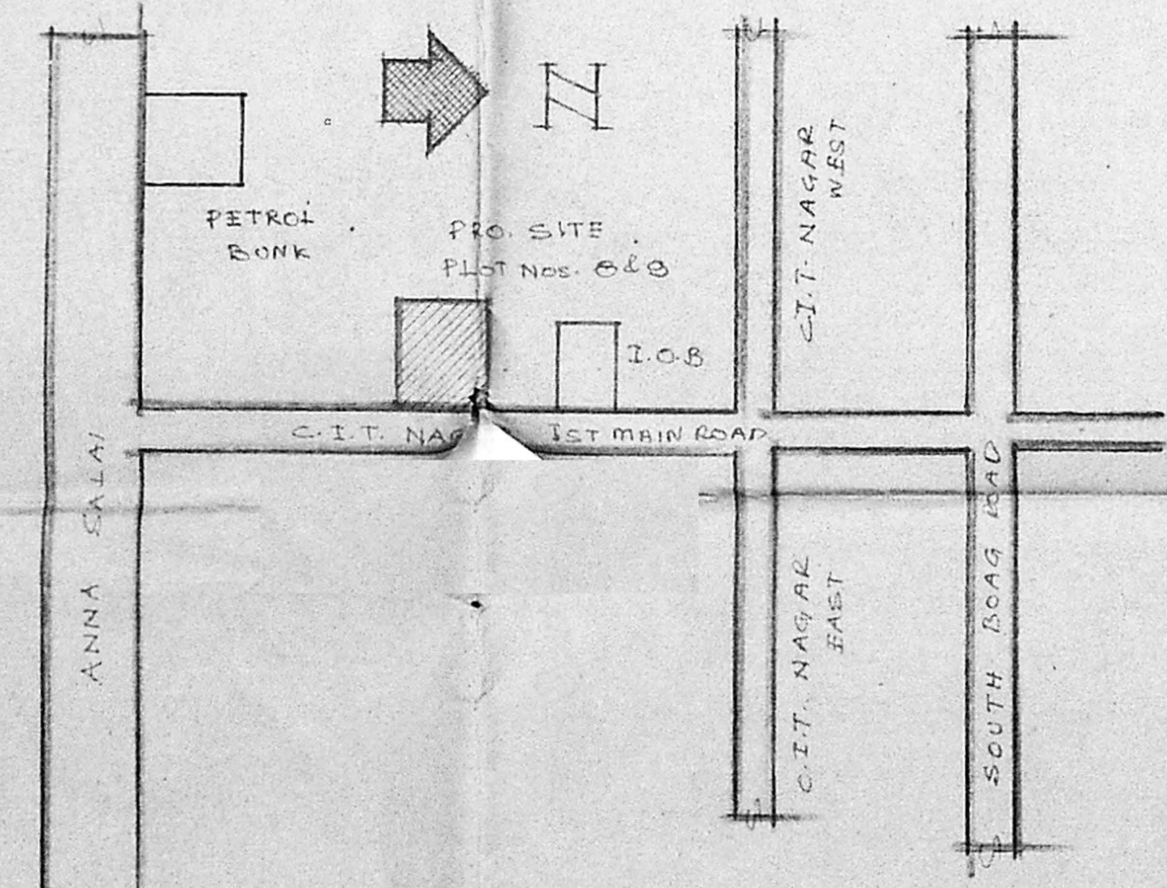 N
PETROL
BUNK
PRO. SITE
PLOT NOS. 8 & 9
I.O.B
C.I.T. NAG
IST MAIN ROAD
C.I.T. NAGAR
WEST
C.I.T. NAGAR
EAST
ANNA SALAI
SOUTH BOAG ROAD